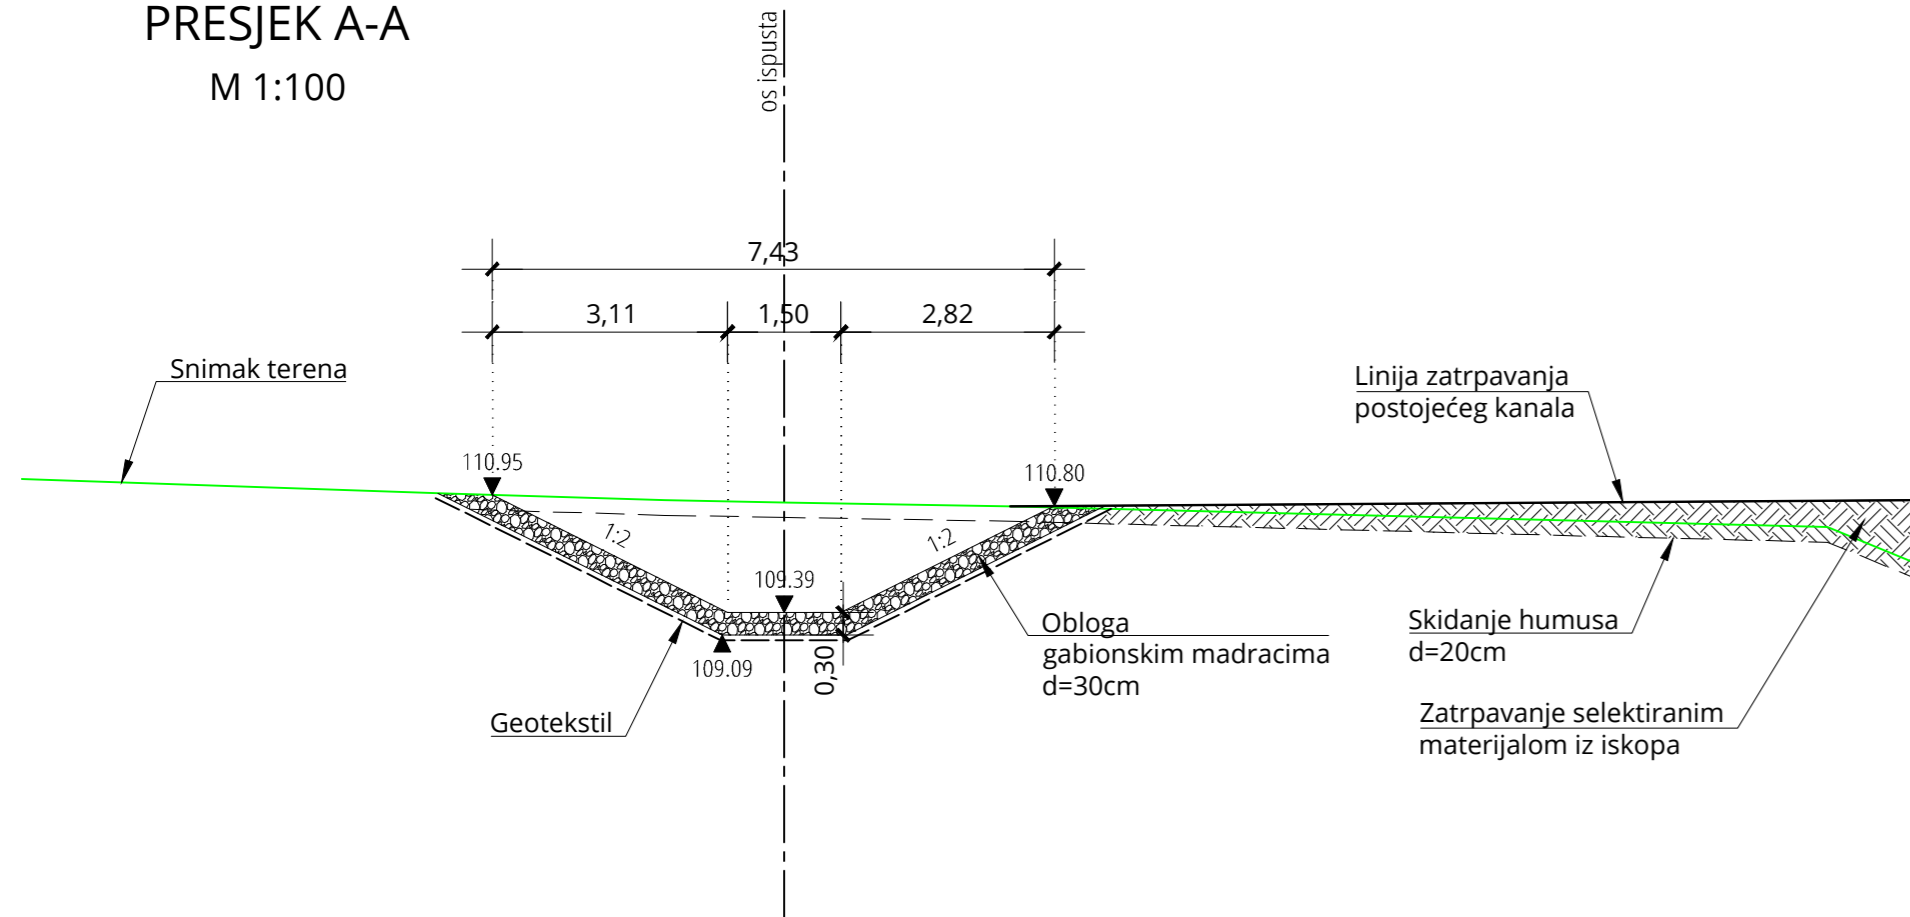 PRESJEK A-A
M 1:100
os ispusta
7,43
3,11
1,50
2,82
Snimak terena
Linija zatrpavanja
postojećeg kanala
110.95
110.80
1:2
1:2
109.39
109.09
0,30
Obloga
gabionskim madracima
d=30cm
Skidanje humusa
d=20cm
Geotekstil
Zatrpavanje selektiranim
materijalom iz iskopa